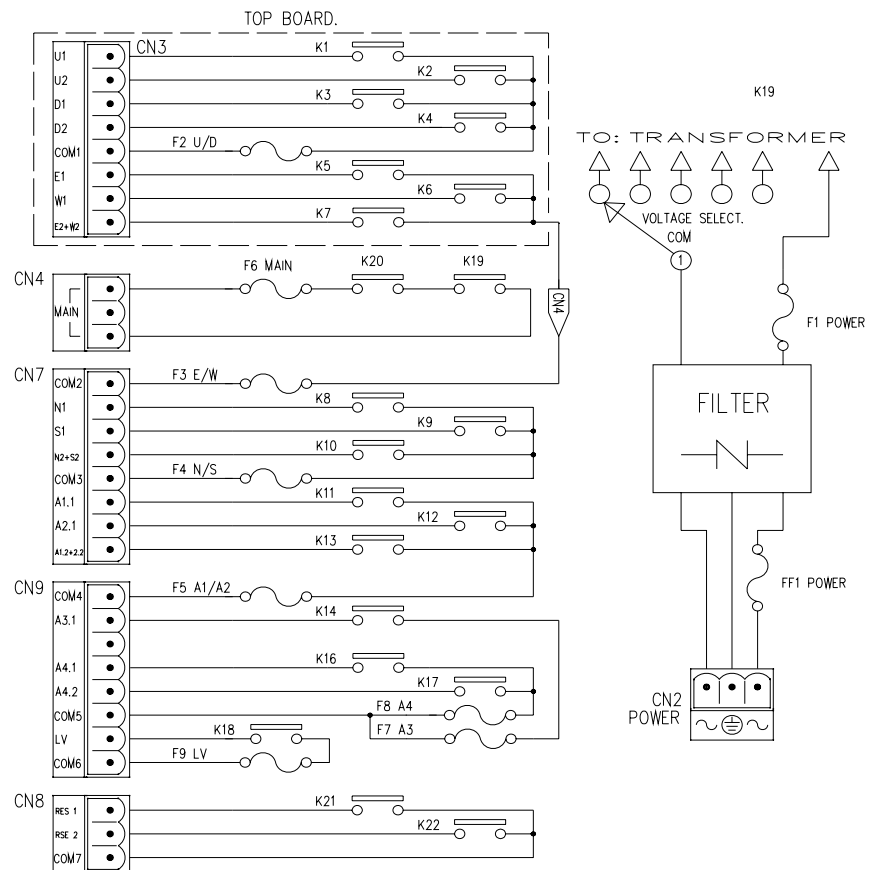 TOP BOARD.
CN3
U1
K1
U2
K2
D1
K3
D2
K4
COM1
F2 U/D
E1
K5
W1
K6
E2+W2
K7
K19
TO: TRANSFORMER
VOLTAGE SELECT.
COM
1
CN4
MAIN
F6 MAIN
K20
K19
CN4
F1 POWER
CN7
COM2
F3 E/W
N1
K8
S1
K9
N2+S2
K10
COM3
F4 N/S
A1.1
K11
A2.1
K12
A1.2+2.2
K13
FILTER
CN9
COM4
F5 A1/A2
A3.1
K14
A4.1
K16
A4.2
K17
COM5
F8 A4
F7 A3
LV
K18
COM6
F9 LV
FF1 POWER
CN2
POWER
CN8
RES 1
K21
RSE 2
K22
COM7